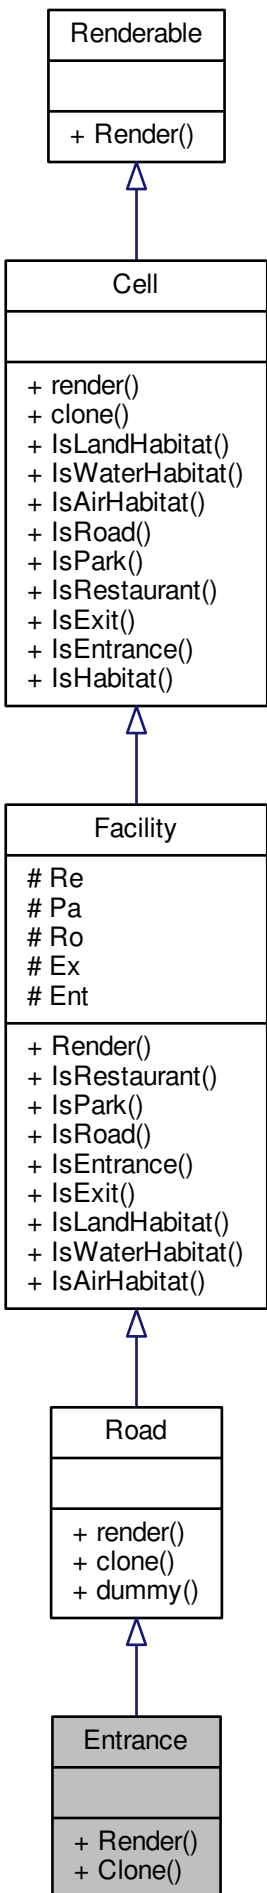 Renderable
+ Render()
Cell
+ render()
+ clone()
+ IsLandHabitat()
+ IsWaterHabitat()
+ IsAirHabitat()
+ IsRoad()
+ IsPark()
+ IsRestaurant()
+ IsExit()
+ IsEntrance()
+ IsHabitat()
Facility
# Re
# Pa
# Ro
# Ex
# Ent
+ Render()
+ IsRestaurant()
+ IsPark()
+ IsRoad()
+ IsEntrance()
+ IsExit()
+ IsLandHabitat()
+ IsWaterHabitat()
+ IsAirHabitat()
Road
+ render()
+ clone()
+ dummy()
Entrance
+ Render()
+ Clone()